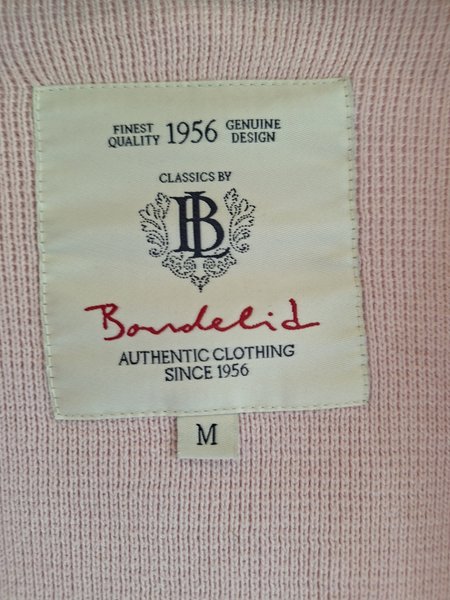 FINEST QUALITY 1956 GENUINE DESIGN
CLASSICS BY
BL
Bondelid
AUTHENTIC CLOTHING
SINCE 1956
M